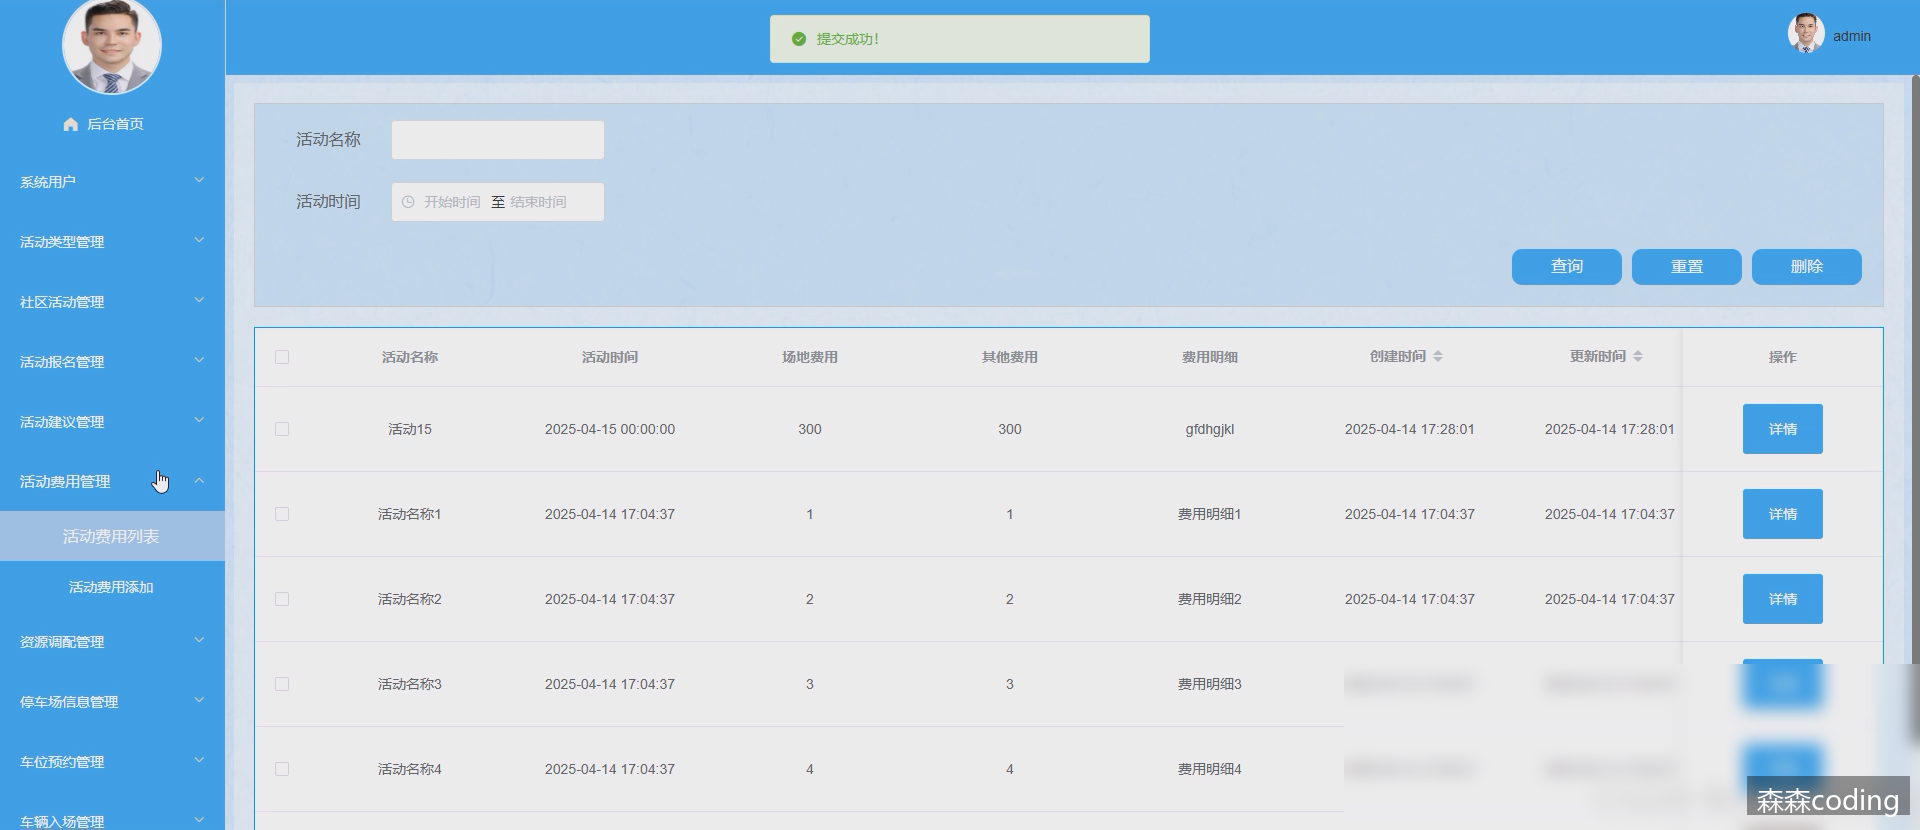 提交成功！
admin
后台首页
系统用户
活动类型管理
社区活动管理
活动报名管理
活动建议管理
活动费用管理
活动费用列表
活动费用添加
资源调配管理
停车场信息管理
车位预约管理
车辆入场管理
活动名称
活动时间 开始时间 至 结束时间
查询 重置 删除
活动名称 活动时间 场地费用 其他费用 费用明细 创建时间 更新时间 操作
活动15 2025-04-15 00:00:00 300 300 gfdhgjkl 2025-04-14 17:28:01 2025-04-14 17:28:01 详情
活动名称1 2025-04-14 17:04:37 1 1 费用明细1 2025-04-14 17:04:37 2025-04-14 17:04:37 详情
活动名称2 2025-04-14 17:04:37 2 2 费用明细2 2025-04-14 17:04:37 2025-04-14 17:04:37 详情
活动名称3 2025-04-14 17:04:37 3 3 费用明细3
活动名称4 2025-04-14 17:04:37 4 4 费用明细4
森森coding